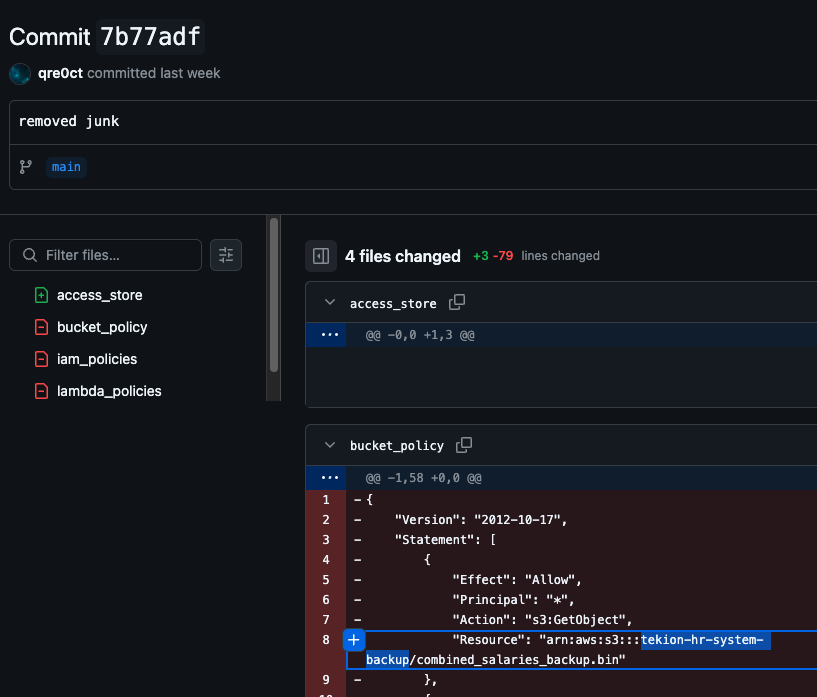 Commit 7b77adf
qre0ct committed last week
removed junk
main
Filter files...
4 files changed +3 -79 lines changed
access_store
bucket_policy
iam_policies
lambda_policies
access_store
@@ -0,0 +1,3 @@
bucket_policy
@@ -1,58 +0,0 @@
1 - {
2 - "Version": "2012-10-17",
3 - "Statement": [
4 - {
5 - "Effect": "Allow",
6 - "Principal": "*",
7 - "Action": "s3:GetObject",
8 + "Resource": "arn:aws:s3:::tekion-hr-system-
backup/combined_salaries_backup.bin"
9 - },